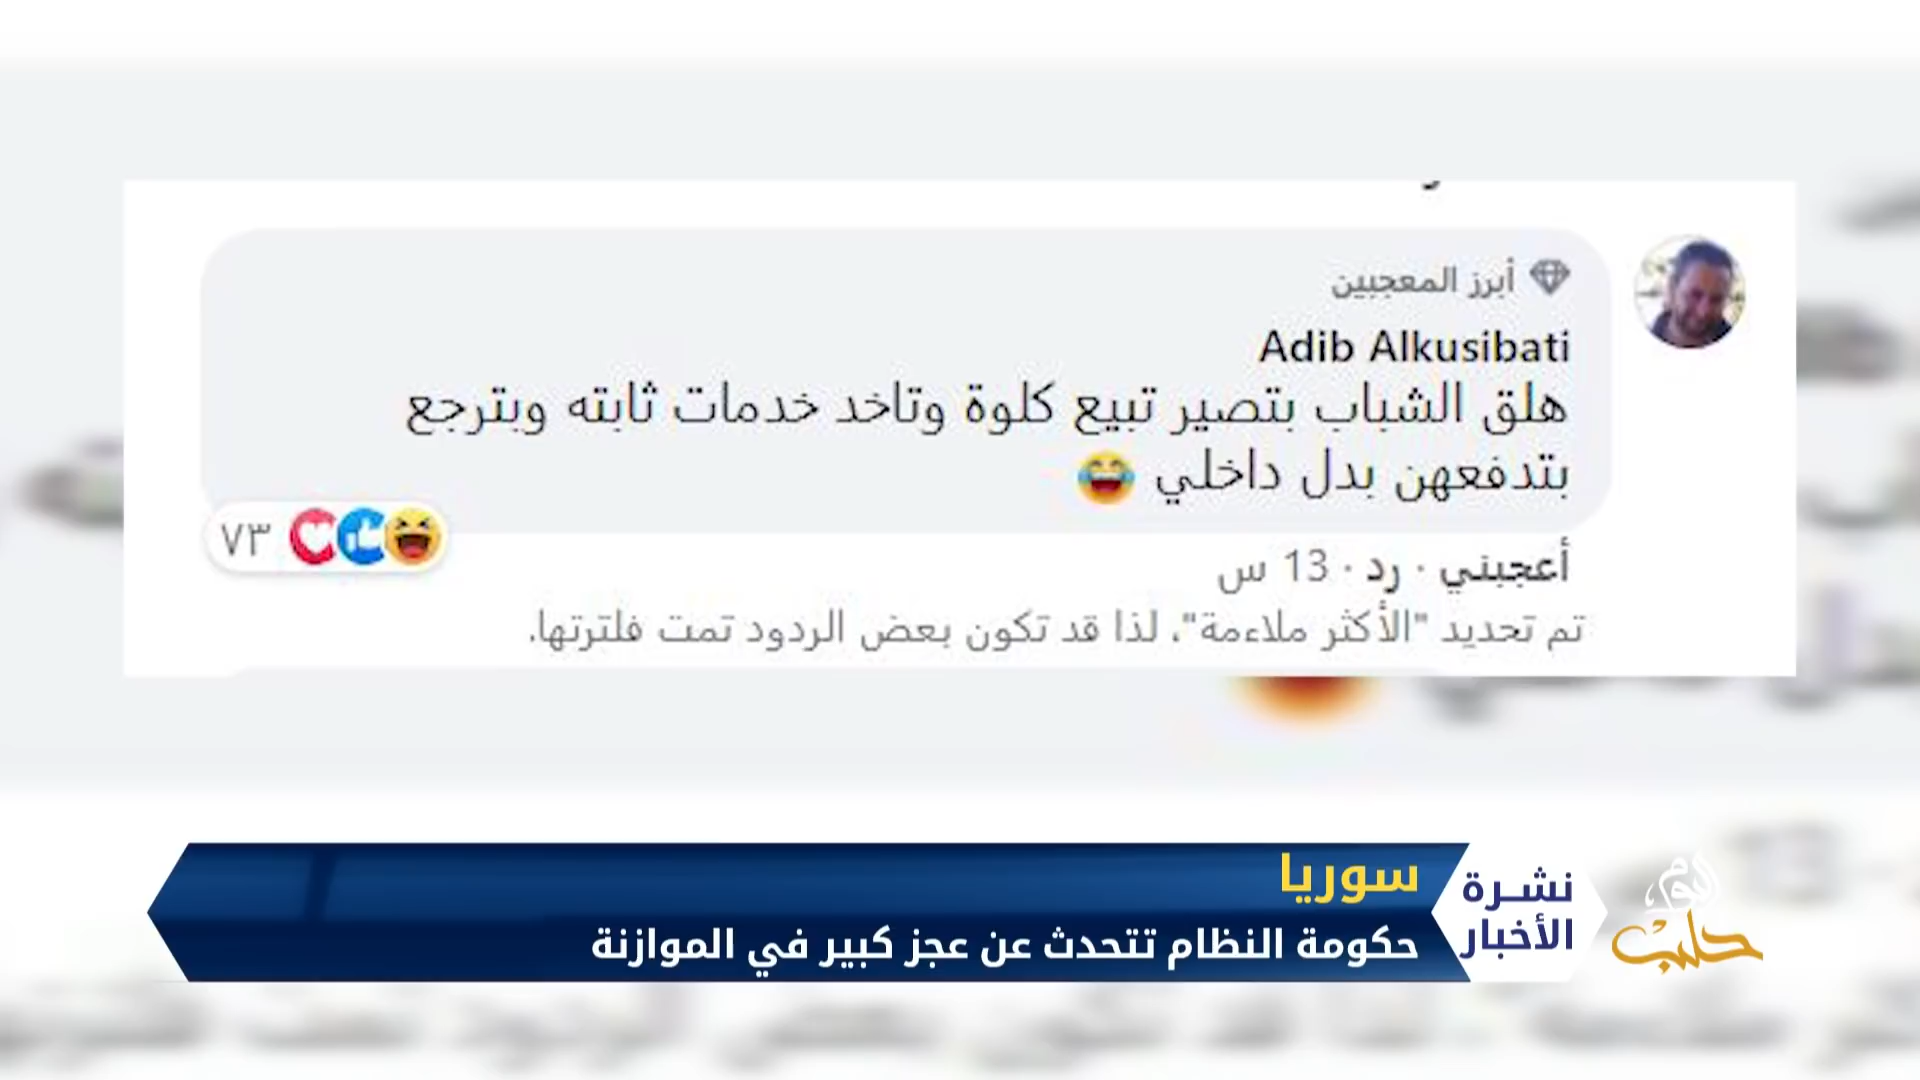 أبرز المعجبين
Adib Alkusibati
هلق الشباب بتصير تبيع كلوة وتاخد خدمات ثابته وبترجع
بتدفعهن بدل داخلي 😂
٧٣
أعجبني · رد · 13 س
تم تحديد "الأكثر ملاءمة"، لذا قد تكون بعض الردود تمت فلترتها.
سوريا
حكومة النظام تتحدث عن عجز كبير في الموازنة
نشرة
الأخبار
حلب
اليوم